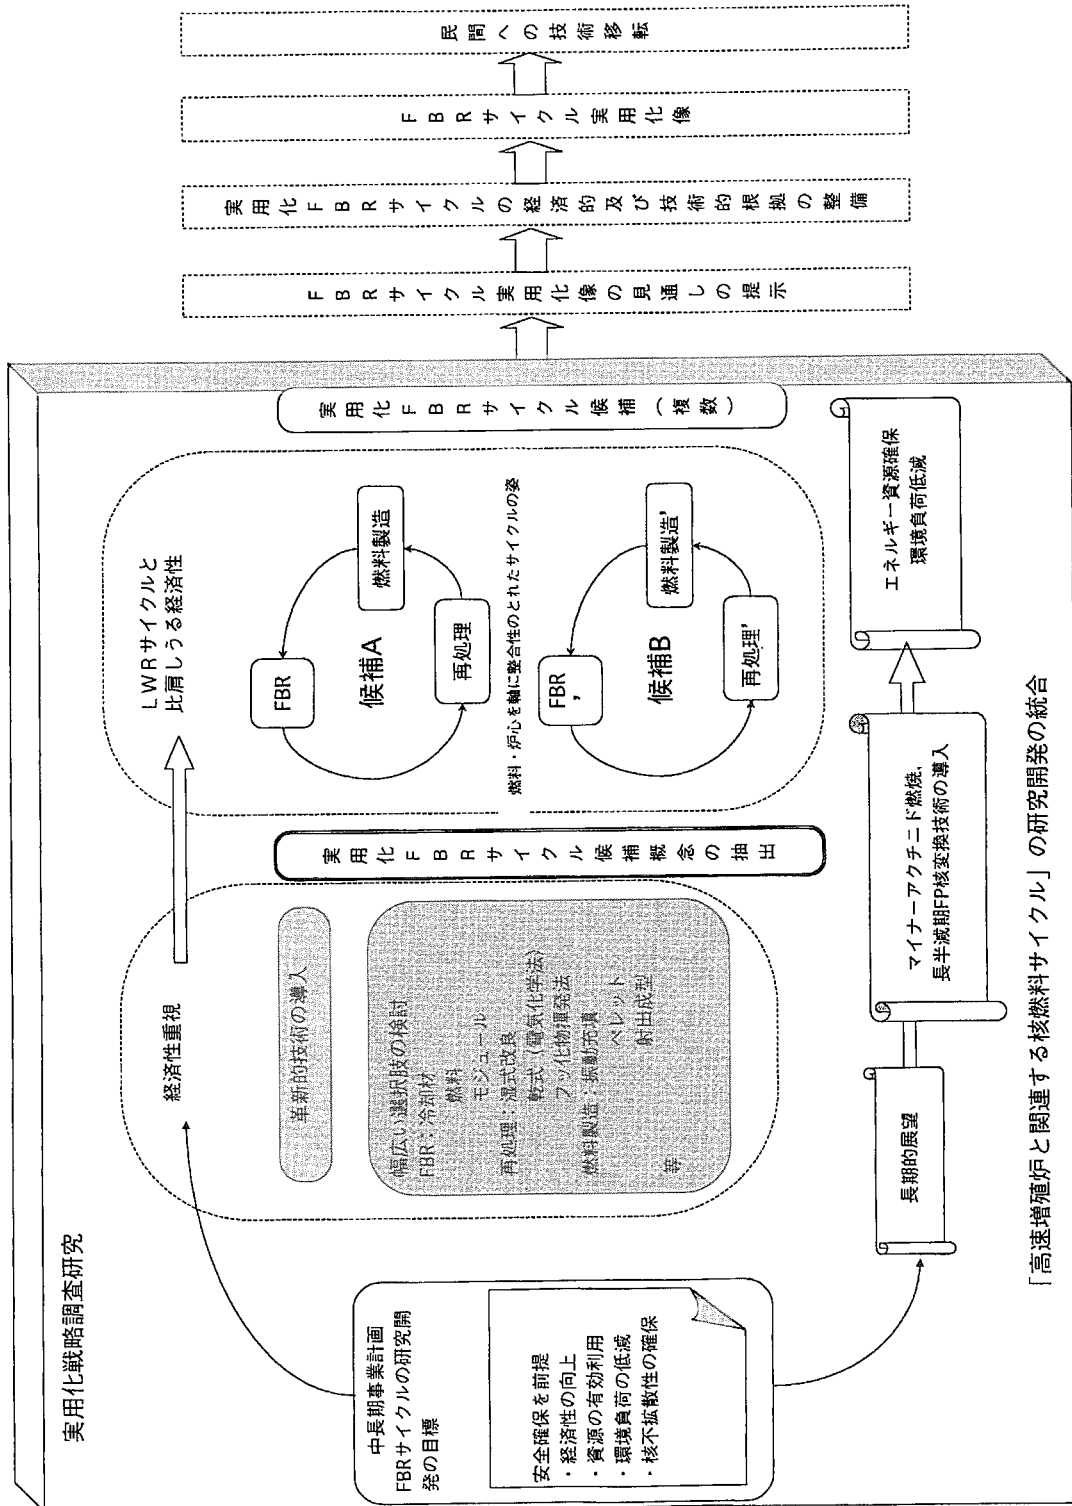 実用化戦略調査研究
中長期事業計画
FBRサイクルの研究開
発の目標
安全確保を前提
・経済性の向上
・資源の有効利用
・環境負荷の低減
・核不拡散性の確保
経済性重視
LWRサイクルと
比肩しうる経済性
革新的技術の導入
幅広い選択肢の検討
FBR：冷却材
燃料
モジュール
再処理：湿式改良
乾式（電気化学法）
フッ化物揮発法
燃料製造：振動充填
ペレット
射出成型
等
実用化FBRサイクル候補概念の抽出
FBR
燃料製造
再処理
候補A
燃料・炉心を軸に整合性のとれたサイクルの姿
FBR,
燃料製造'
再処理'
候補B
実用化FBRサイクル候補（複数）
長期的展望
マイナーアクチニド燃焼、
長半減期FP核変換技術の導入
エネルギー資源確保
環境負荷低減
「高速増殖炉と関連する核燃料サイクル」の研究開発の統合
FBRサイクル実用化像の見通しの提示
実用化FBRサイクルの経済的及び技術的根拠の整備
FBRサイクル実用化像
民間への技術移転